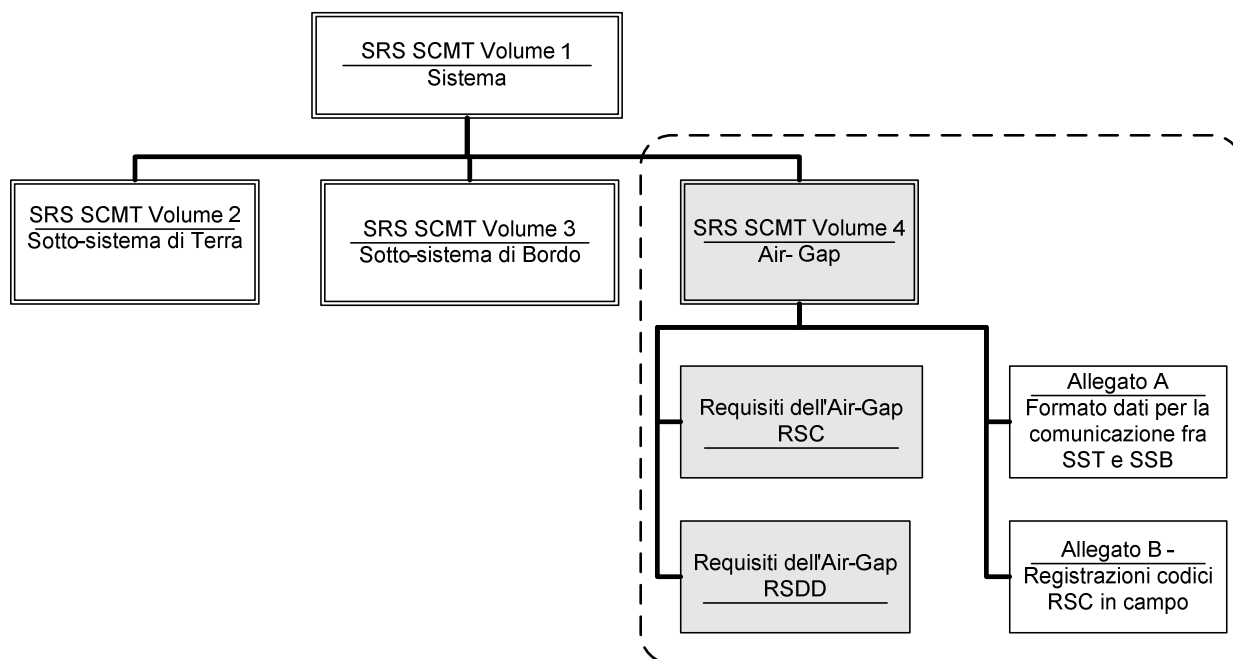 SRS SCMT Volume 1
Sistema
SRS SCMT Volume 2
Sotto-sistema di Terra
SRS SCMT Volume 3
Sotto-sistema di Bordo
SRS SCMT Volume 4
Air- Gap
Requisiti dell'Air-Gap
RSC
Allegato A
Formato dati per la
comunicazione fra
SST e SSB
Requisiti dell'Air-Gap
RSDD
Allegato B -
Registrazioni codici
RSC in campo